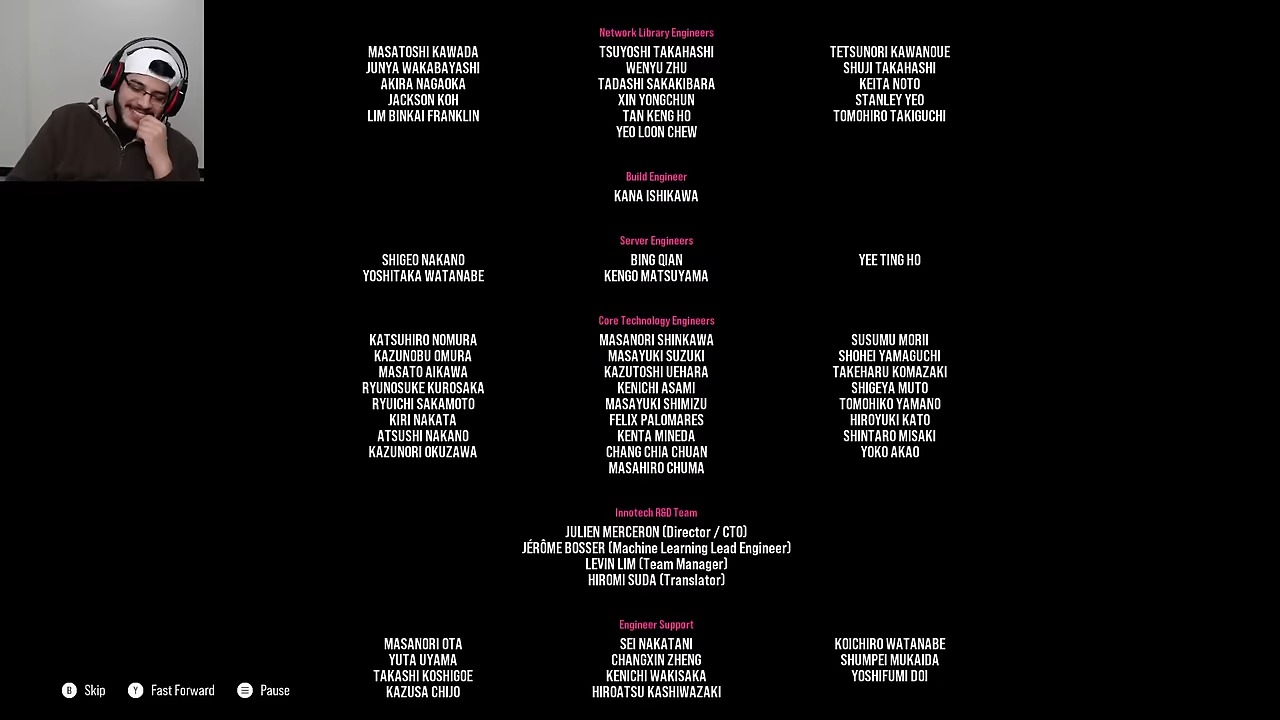 Network Library Engineers
MASATOSHI KAWADA TSUYOSHI TAKAHASHI TETSUNORI KAWANOUE
JUNYA WAKABAYASHI WENYU ZHU SHUJI TAKAHASHI
AKIRA NAGAOKA TADASHI SAKAKIBARA KEITA NOTO
JACKSON KOH XIN YONGCHUN STANLEY YEO
LIM BINKAI FRANKLIN TAN KENG HO TOMOHIRO TAKIGUCHI
YEO LOON CHEW
Build Engineer
KANA ISHIKAWA
Server Engineers
SHIGEO NAKANO BING QIAN YEE TING HO
YOSHITAKA WATANABE KENGO MATSUYAMA
Core Technology Engineers
KATSUHIRO NOMURA MASANORI SHINKAWA SUSUMU MORII
KAZUNOBU OMURA MASAYUKI SUZUKI SHOHEI YAMAGUCHI
MASATO AIKAWA KAZUTOSHI UEHARA TAKEHARU KOMAZAKI
RYUNOSUKE KUROSAKA KENICHI ASAMI SHIGEYA MUTO
RYUICHI SAKAMOTO MASAYUKI SHIMIZU TOMOHIKO YAMANO
KIRI NAKATA FELIX PALOMARES HIROYUKI KATO
ATSUSHI NAKANO KENTA MINEDA SHINTARO MISAKI
KAZUNORI OKUZAWA CHANG CHIA CHUAN YOKO AKAO
MASAHIRO CHUMA
Innotech R&D Team
JULIEN MERCERON (Director / CTO)
JÉRÔME BOSSER (Machine Learning Lead Engineer)
LEVIN LIM (Team Manager)
HIROMI SUDA (Translator)
Engineer Support
MASANORI OTA SEI NAKATANI KOICHIRO WATANABE
YUTA UYAMA CHANGXIN ZHENG SHUMPEI MUKAIDA
TAKASHI KOSHIGOE KENICHI WAKISAKA YOSHIFUMI DOI
KAZUSA CHIJO HIROATSU KASHIWAZAKI
B Skip Y Fast Forward Pause